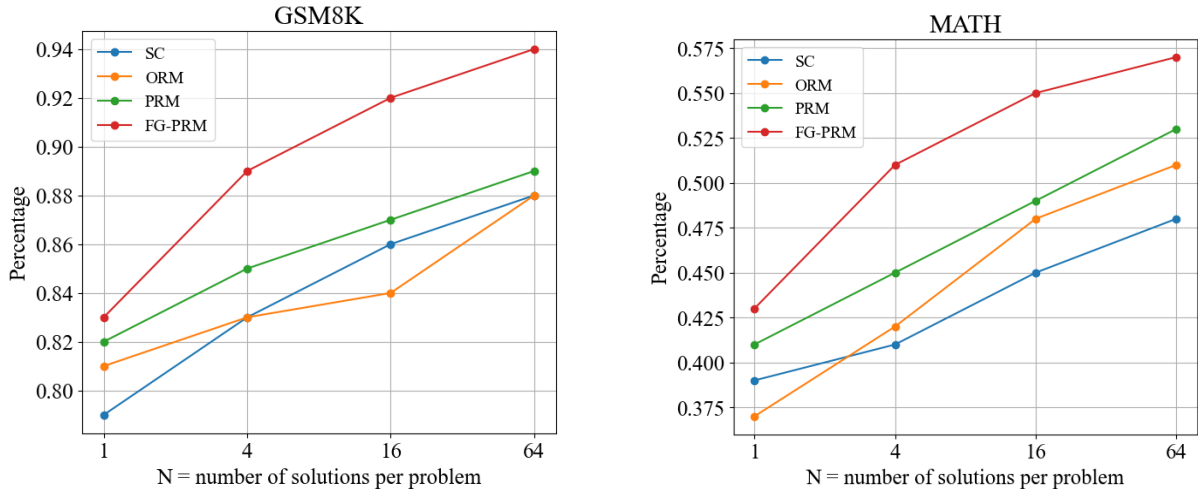 GSM8K
0.94
0.92
0.90
0.88
0.86
0.84
0.82
0.80
Percentage
SC
ORM
PRM
FG-PRM
1 4 16 64
N = number of solutions per problem
MATH
0.575
0.550
0.525
0.500
0.475
0.450
0.425
0.400
0.375
Percentage
SC
ORM
PRM
FG-PRM
1 4 16 64
N = number of solutions per problem